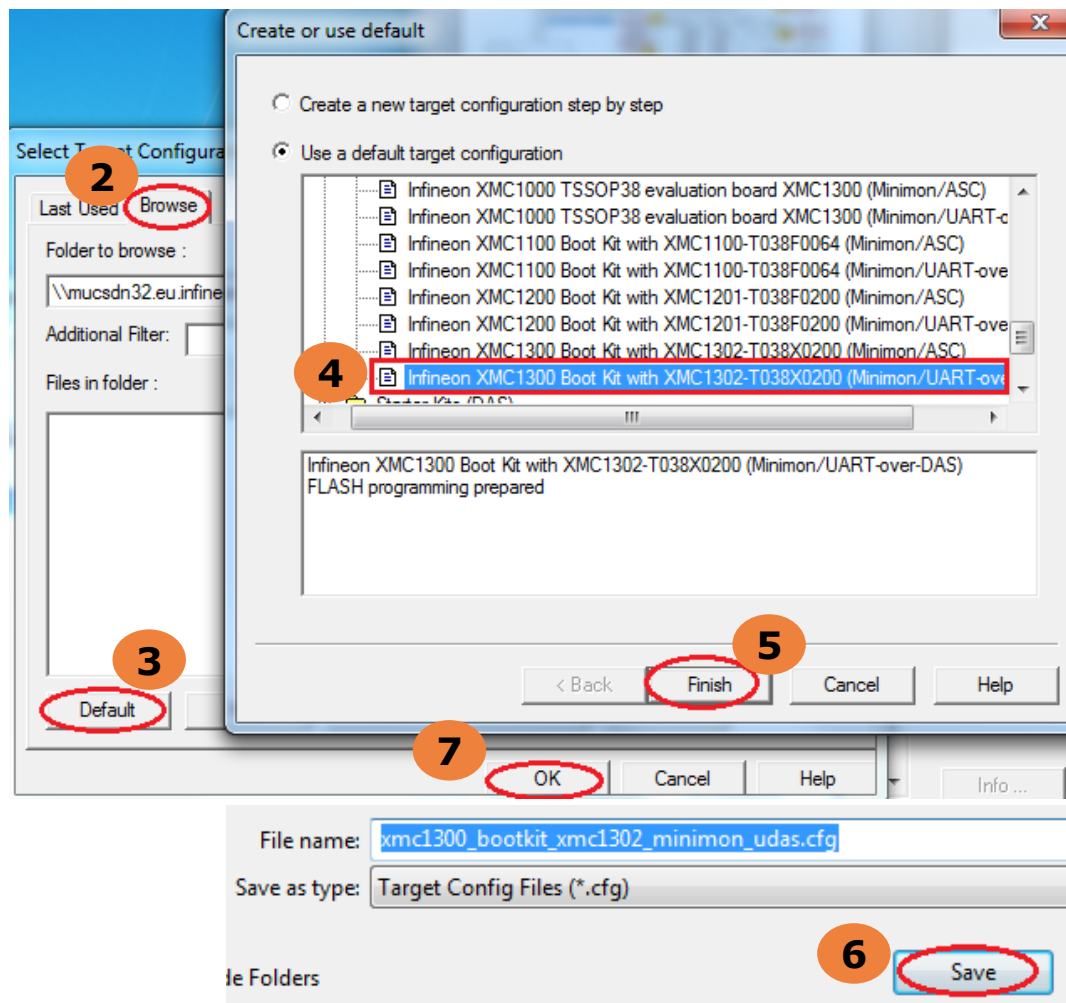 Create or use default
Create a new target configuration step by step
Use a default target configuration
Infineon XMC1000 TSSOP38 evaluation board XMC1300 (Minimon/ASC)
Infineon XMC1000 TSSOP38 evaluation board XMC1300 (Minimon/UART-c
Infineon XMC1100 Boot Kit with XMC1100-T038F0064 (Minimon/ASC)
Infineon XMC1100 Boot Kit with XMC1100-T038F0064 (Minimon/UART-ove
Infineon XMC1200 Boot Kit with XMC1201-T038F0200 (Minimon/ASC)
Infineon XMC1200 Boot Kit with XMC1201-T038F0200 (Minimon/UART-ove
Infineon XMC1300 Boot Kit with XMC1302-T038X0200 (Minimon/ASC)
4
Infineon XMC1300 Boot Kit with XMC1302-T038X0200 (Minimon/UART-ove
Starter Kits (DAS)
Infineon XMC1300 Boot Kit with XMC1302-T038X0200 (Minimon/UART-over-DAS)
FLASH programming prepared
5
< Back Finish Cancel Help
Select Configura
2
Last Used Browse
Folder to browse :
\\mucsdn32.eu.infine
Additional Filter:
Files in folder :
3
Default
7
OK Cancel Help
Info ...
File name: xmc1300_bootkit_xmc1302_minimon_udas.cfg
Save as type: Target Config Files (*.cfg)
6
de Folders Save